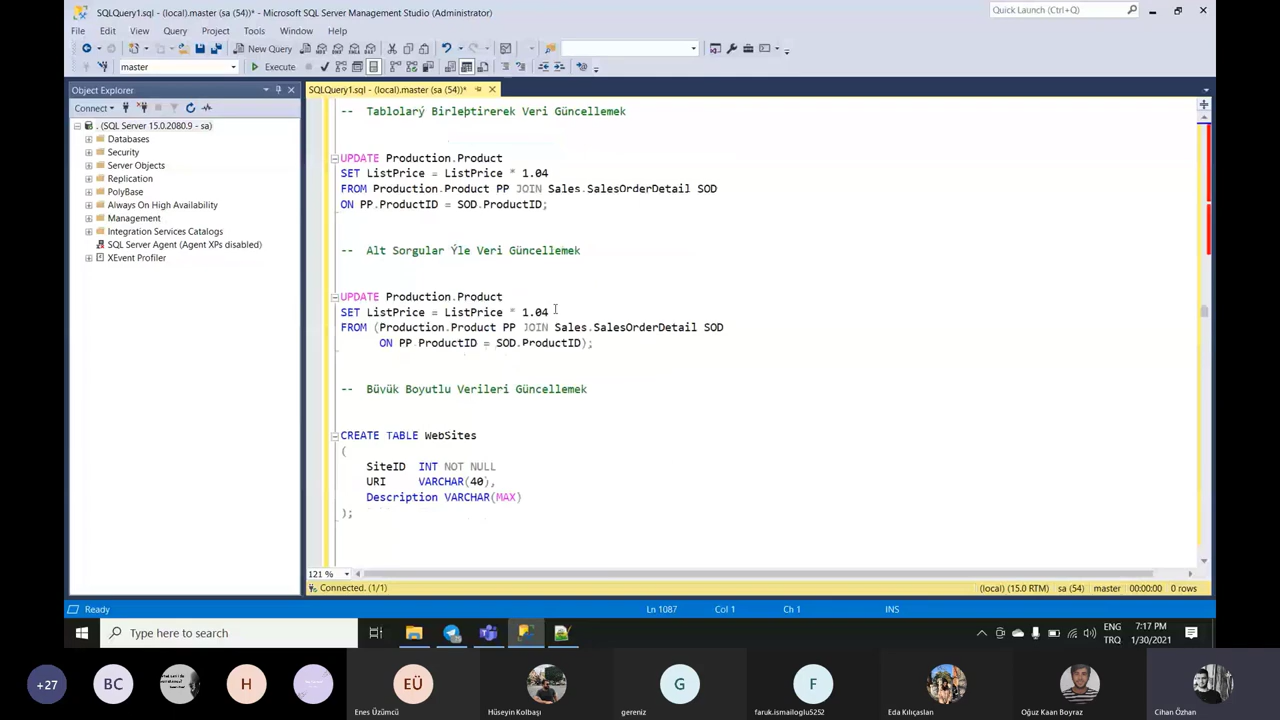 SQLQuery1.sql - (local).master (sa (54))* - Microsoft SQL Server Management Studio (Administrator)
Quick Launch (Ctrl+Q)
File Edit View Query Project Tools Window Help
New Query
master
Execute
Object Explorer
SQLQuery1.sql - (local).master (sa (54))*
Connect
. (SQL Server 15.0.2080.9 - sa)
Databases
Security
Server Objects
Replication
PolyBase
Always On High Availability
Management
Integration Services Catalogs
SQL Server Agent (Agent XPs disabled)
XEvent Profiler
-- Tablolarý Birleþtirerek Veri Güncellemek
UPDATE Production.Product
SET ListPrice = ListPrice * 1.04
FROM Production.Product PP JOIN Sales.SalesOrderDetail SOD
ON PP.ProductID = SOD.ProductID;
-- Alt Sorgular Ýle Veri Güncellemek
UPDATE Production.Product
SET ListPrice = ListPrice * 1.04
FROM (Production.Product PP JOIN Sales.SalesOrderDetail SOD
ON PP.ProductID = SOD.ProductID);
-- Büyük Boyutlu Verileri Güncellemek
CREATE TABLE WebSites
(
SiteID INT NOT NULL
URI VARCHAR(40),
Description VARCHAR(MAX)
);
121 %
Connected. (1/1)
(local) (15.0 RTM) sa (54) master 00:00:00 0 rows
Ready
Ln 1087 Col 1 Ch 1 INS
Type here to search
ENG
TRQ
7:17 PM
1/30/2021
+27
BC
H
EÜ
G
F
Enes Üzümcü
Hüseyin Kolbaşı
gereniz
faruk.ismailoglu5252
Eda Kılıçaslan
Oğuz Kaan Boyraz
Cihan Özhan